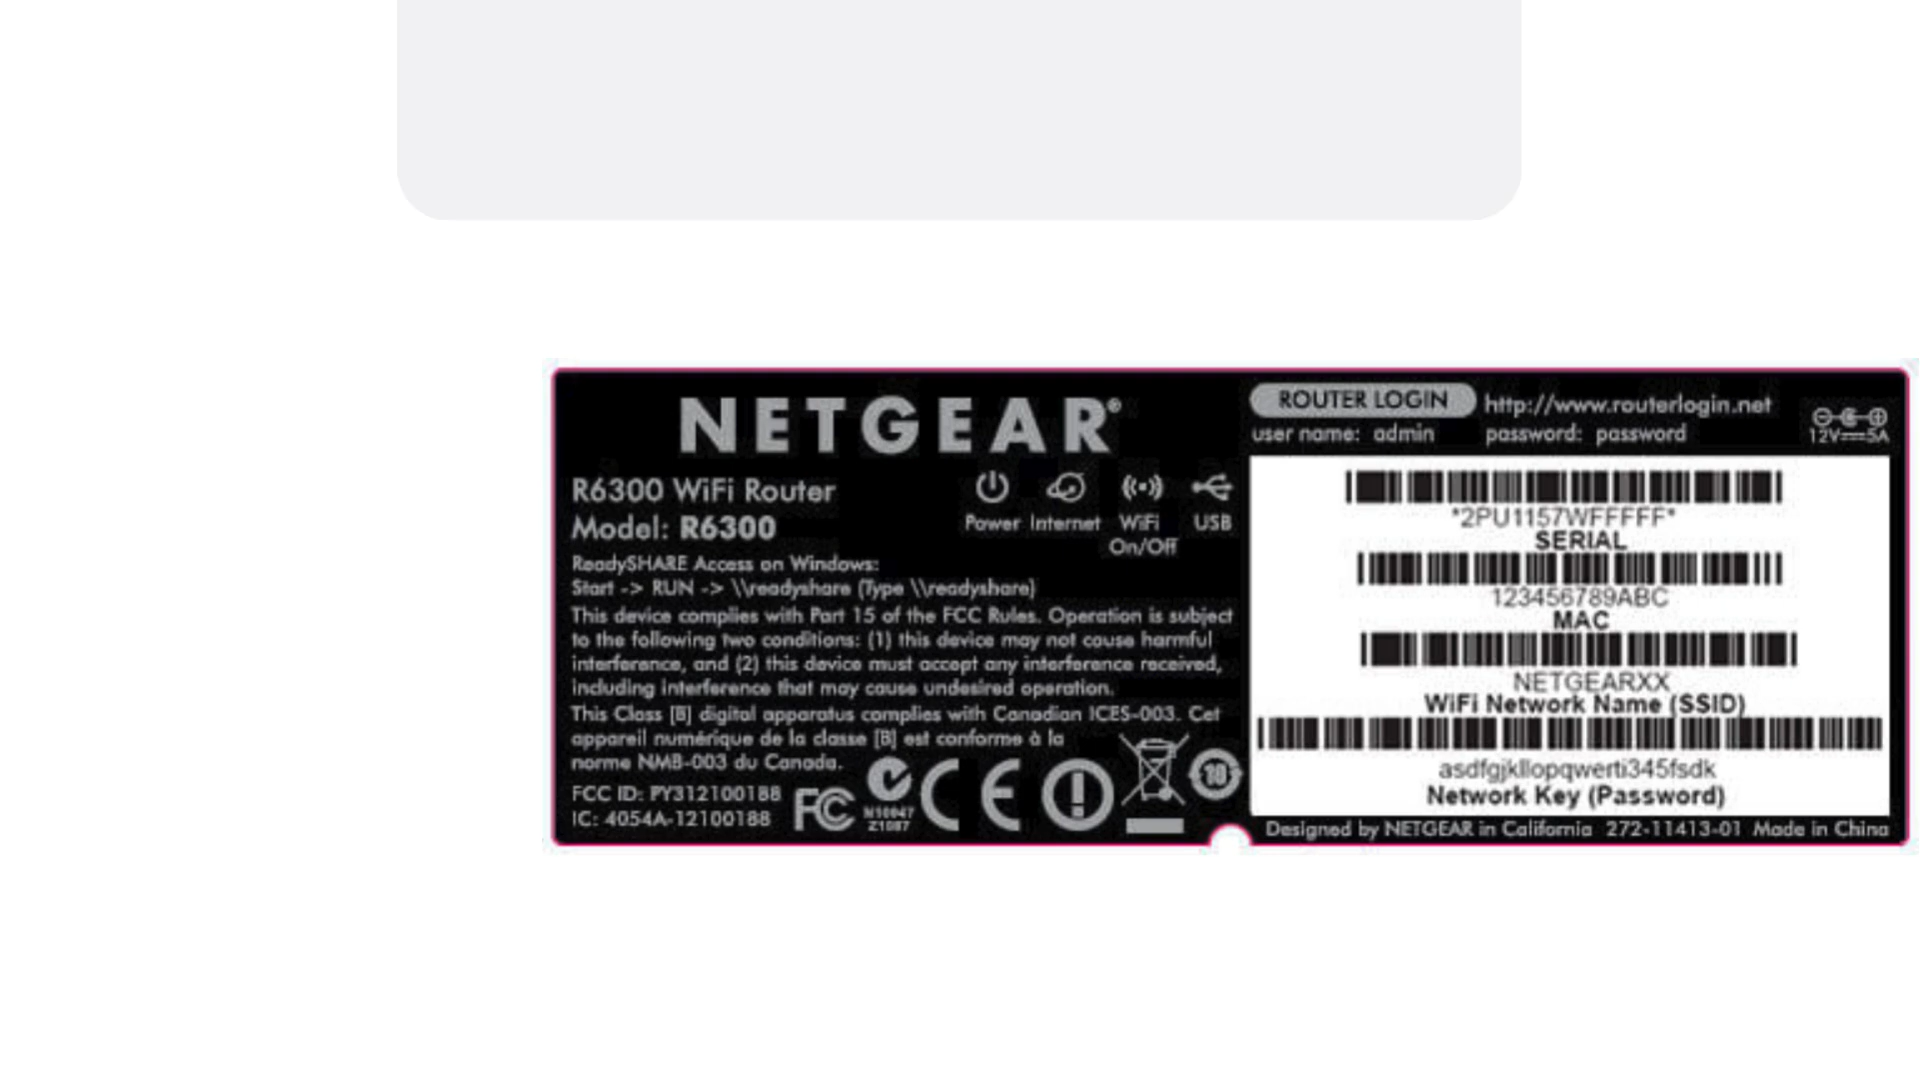 NETGEAR®
R6300 WiFi Router
Model: R6300
Power Internet WiFi On/Off USB
ReadySHARE Access on Windows:
Start -> RUN -> \\readyshare (Type \\readyshare)
This device complies with Part 15 of the FCC Rules. Operation is subject
to the following two conditions: (1) this device may not cause harmful
interference, and (2) this device must accept any interference received,
including interference that may cause undesired operation.
This Class [B] digital apparatus complies with Canadian ICES-003. Cet
appareil numérique de la classe [B] est conforme à la
norme NMB-003 du Canada.
FCC ID: PY312100188
IC: 4054A-12100188
FC
N10947
Z1087
CE
10
ROUTER LOGIN http://www.routerlogin.net
user name: admin password: password
12V 5A
*2PU1157WFFFFF*
SERIAL
123456789ABC
MAC
NETGEARXX
WiFi Network Name (SSID)
asdfgjkllopqwerti345fsdk
Network Key (Password)
Designed by NETGEAR in California 272-11413-01 Made in China